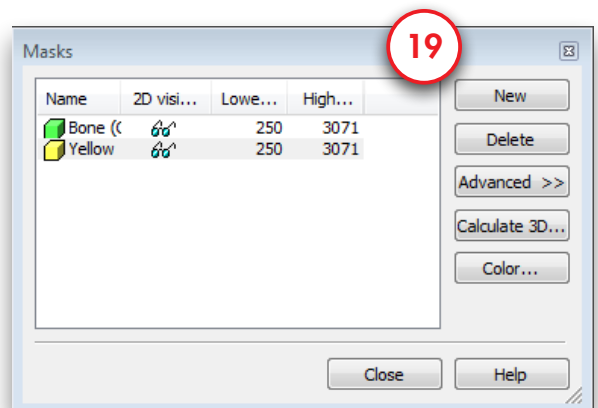 Masks
19
Name 2D visi... Lowe... High...
Bone (C 250 3071
Yellow 250 3071
New
Delete
Advanced >>
Calculate 3D...
Color...
Close Help